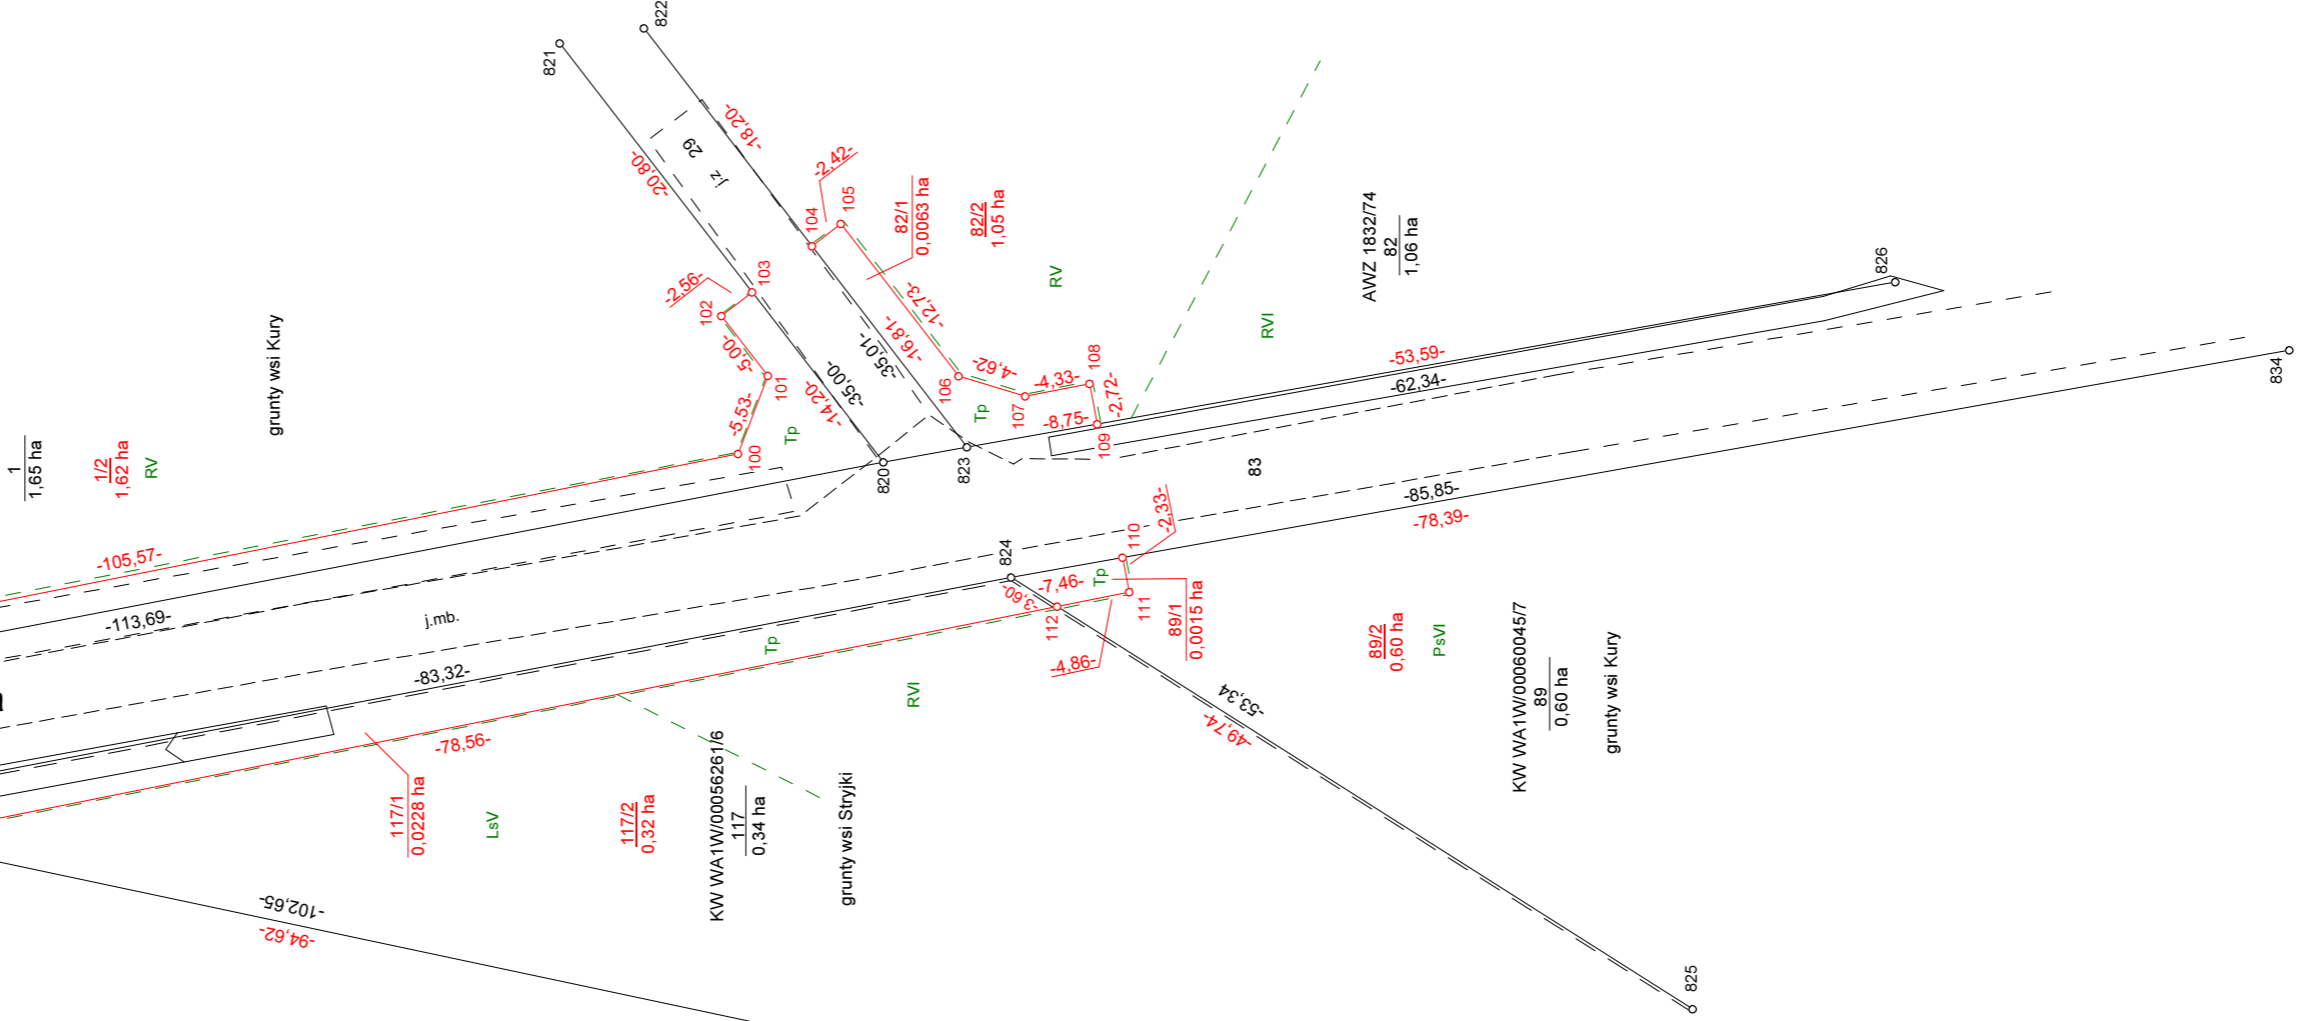 1
1,65 ha
1/2
1,62 ha
RV
grunty wsi Kury
-105,57-
-113,69-
-83,32-
j.mb.
-78,56-
117/1
0,0228 ha
LsV
117/2
0,32 ha
KW WA1W/00056261/6
117
0,34 ha
grunty wsi Stryjki
-102,65-
-94,62-
RVI
Tp
821
822
-20,80-
j.-z
29
-18,20-
-2,56-
102
103
-5,00-
101
-5,53-
100
Tp
-14,20-
-35,00-
-35,01-
-16,81-
-12,73-
104
105
-2,42-
82/1
0,0063 ha
82/2
1,05 ha
RV
106
-4,62-
107
-4,33-
108
-2,72-
109
-8,75-
Tp
820
823
83
RVI
AWZ 1832/74
82
1,06 ha
826
-53,59-
-62,34-
-85,85-
-78,39-
834
824
-3,60-
-7,46-
Tp
110
-2,33-
111
112
-4,86-
89/1
0,0015 ha
89/2
0,60 ha
PsVI
KW WA1W/00060045/7
89
0,60 ha
grunty wsi Kury
-53,34
-49,74-
825